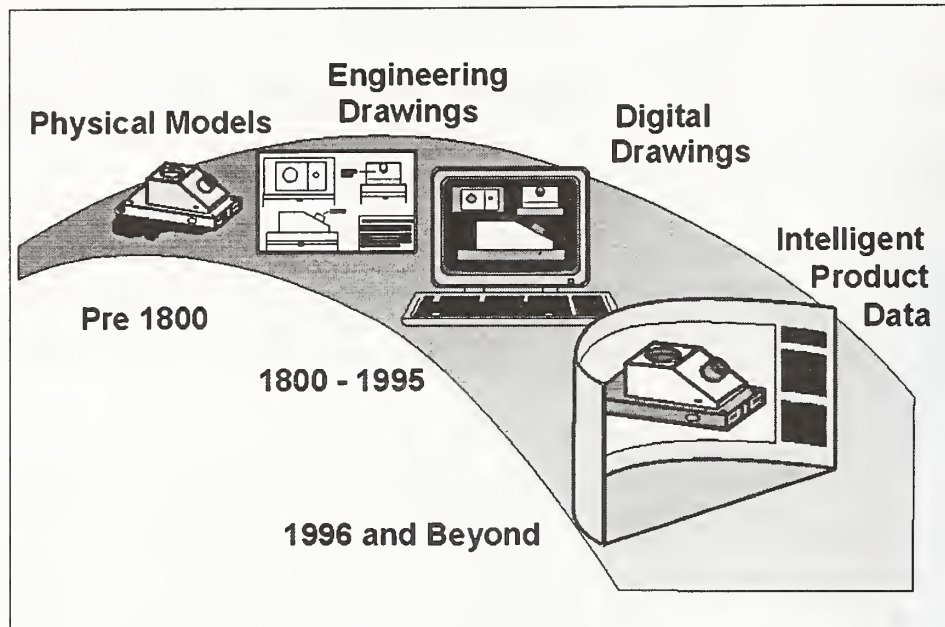 Engineering
Drawings
Physical Models
Digital
Drawings
Intelligent
Product
Data
Pre 1800
1800 - 1995
1996 and Beyond